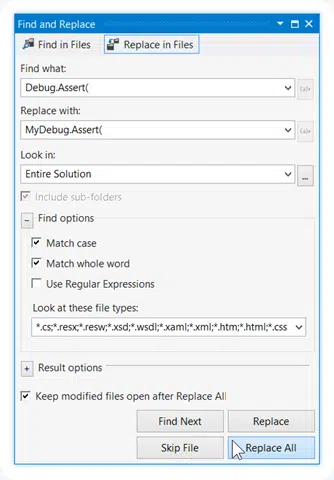 Find and Replace
Find in Files
Replace in Files
Find what:
Debug.Assert(
Replace with:
MyDebug.Assert(
Look in:
Entire Solution
...
Include sub-folders
Find options
Match case
Match whole word
Use Regular Expressions
Look at these file types:
*.cs;*.resx;*.resw;*.xsd;*.wsdl;*.xaml;*.xml;*.htm;*.html;*.css
Result options
Keep modified files open after Replace All
Find Next
Replace
Skip File
Replace All